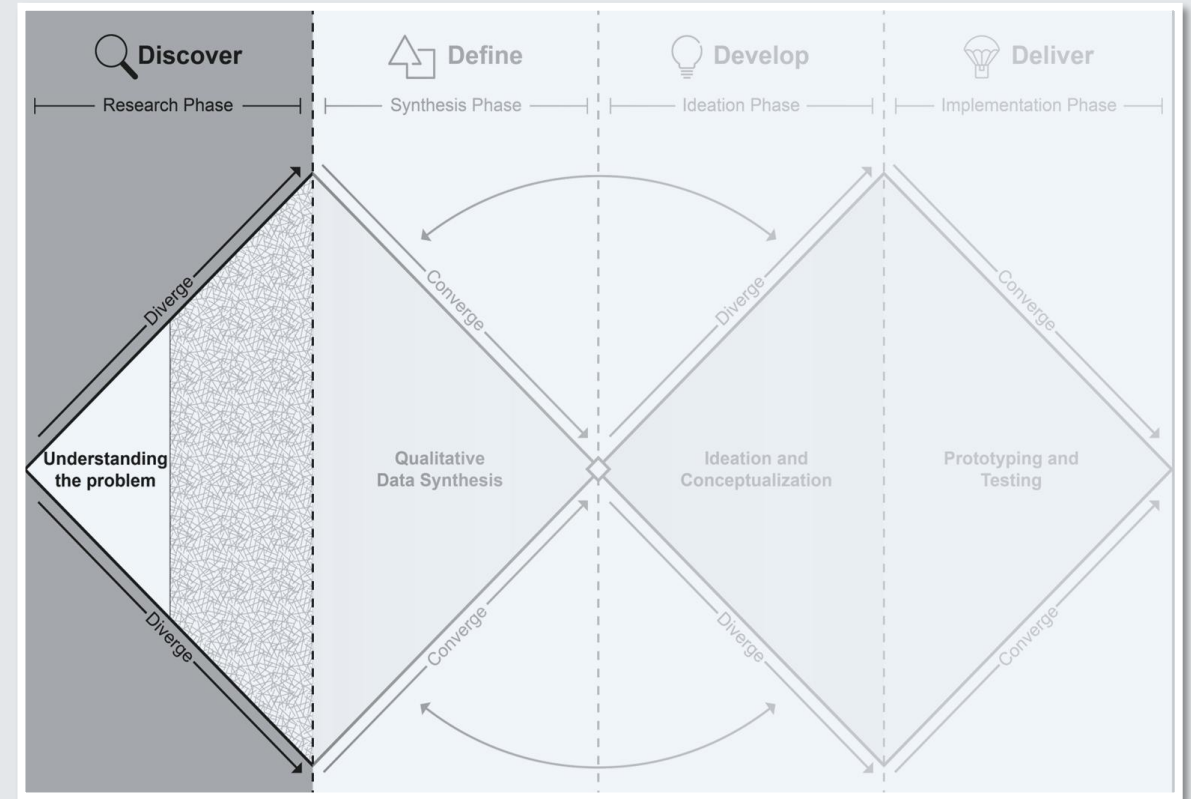 Discover
Define
Develop
Deliver
Research Phase
Synthesis Phase
Ideation Phase
Implementation Phase
Diverge
Converge
Diverge
Converge
Understanding
the problem
Qualitative
Data Synthesis
Ideation and
Conceptualization
Prototyping and
Testing
Diverge
Converge
Diverge
Converge